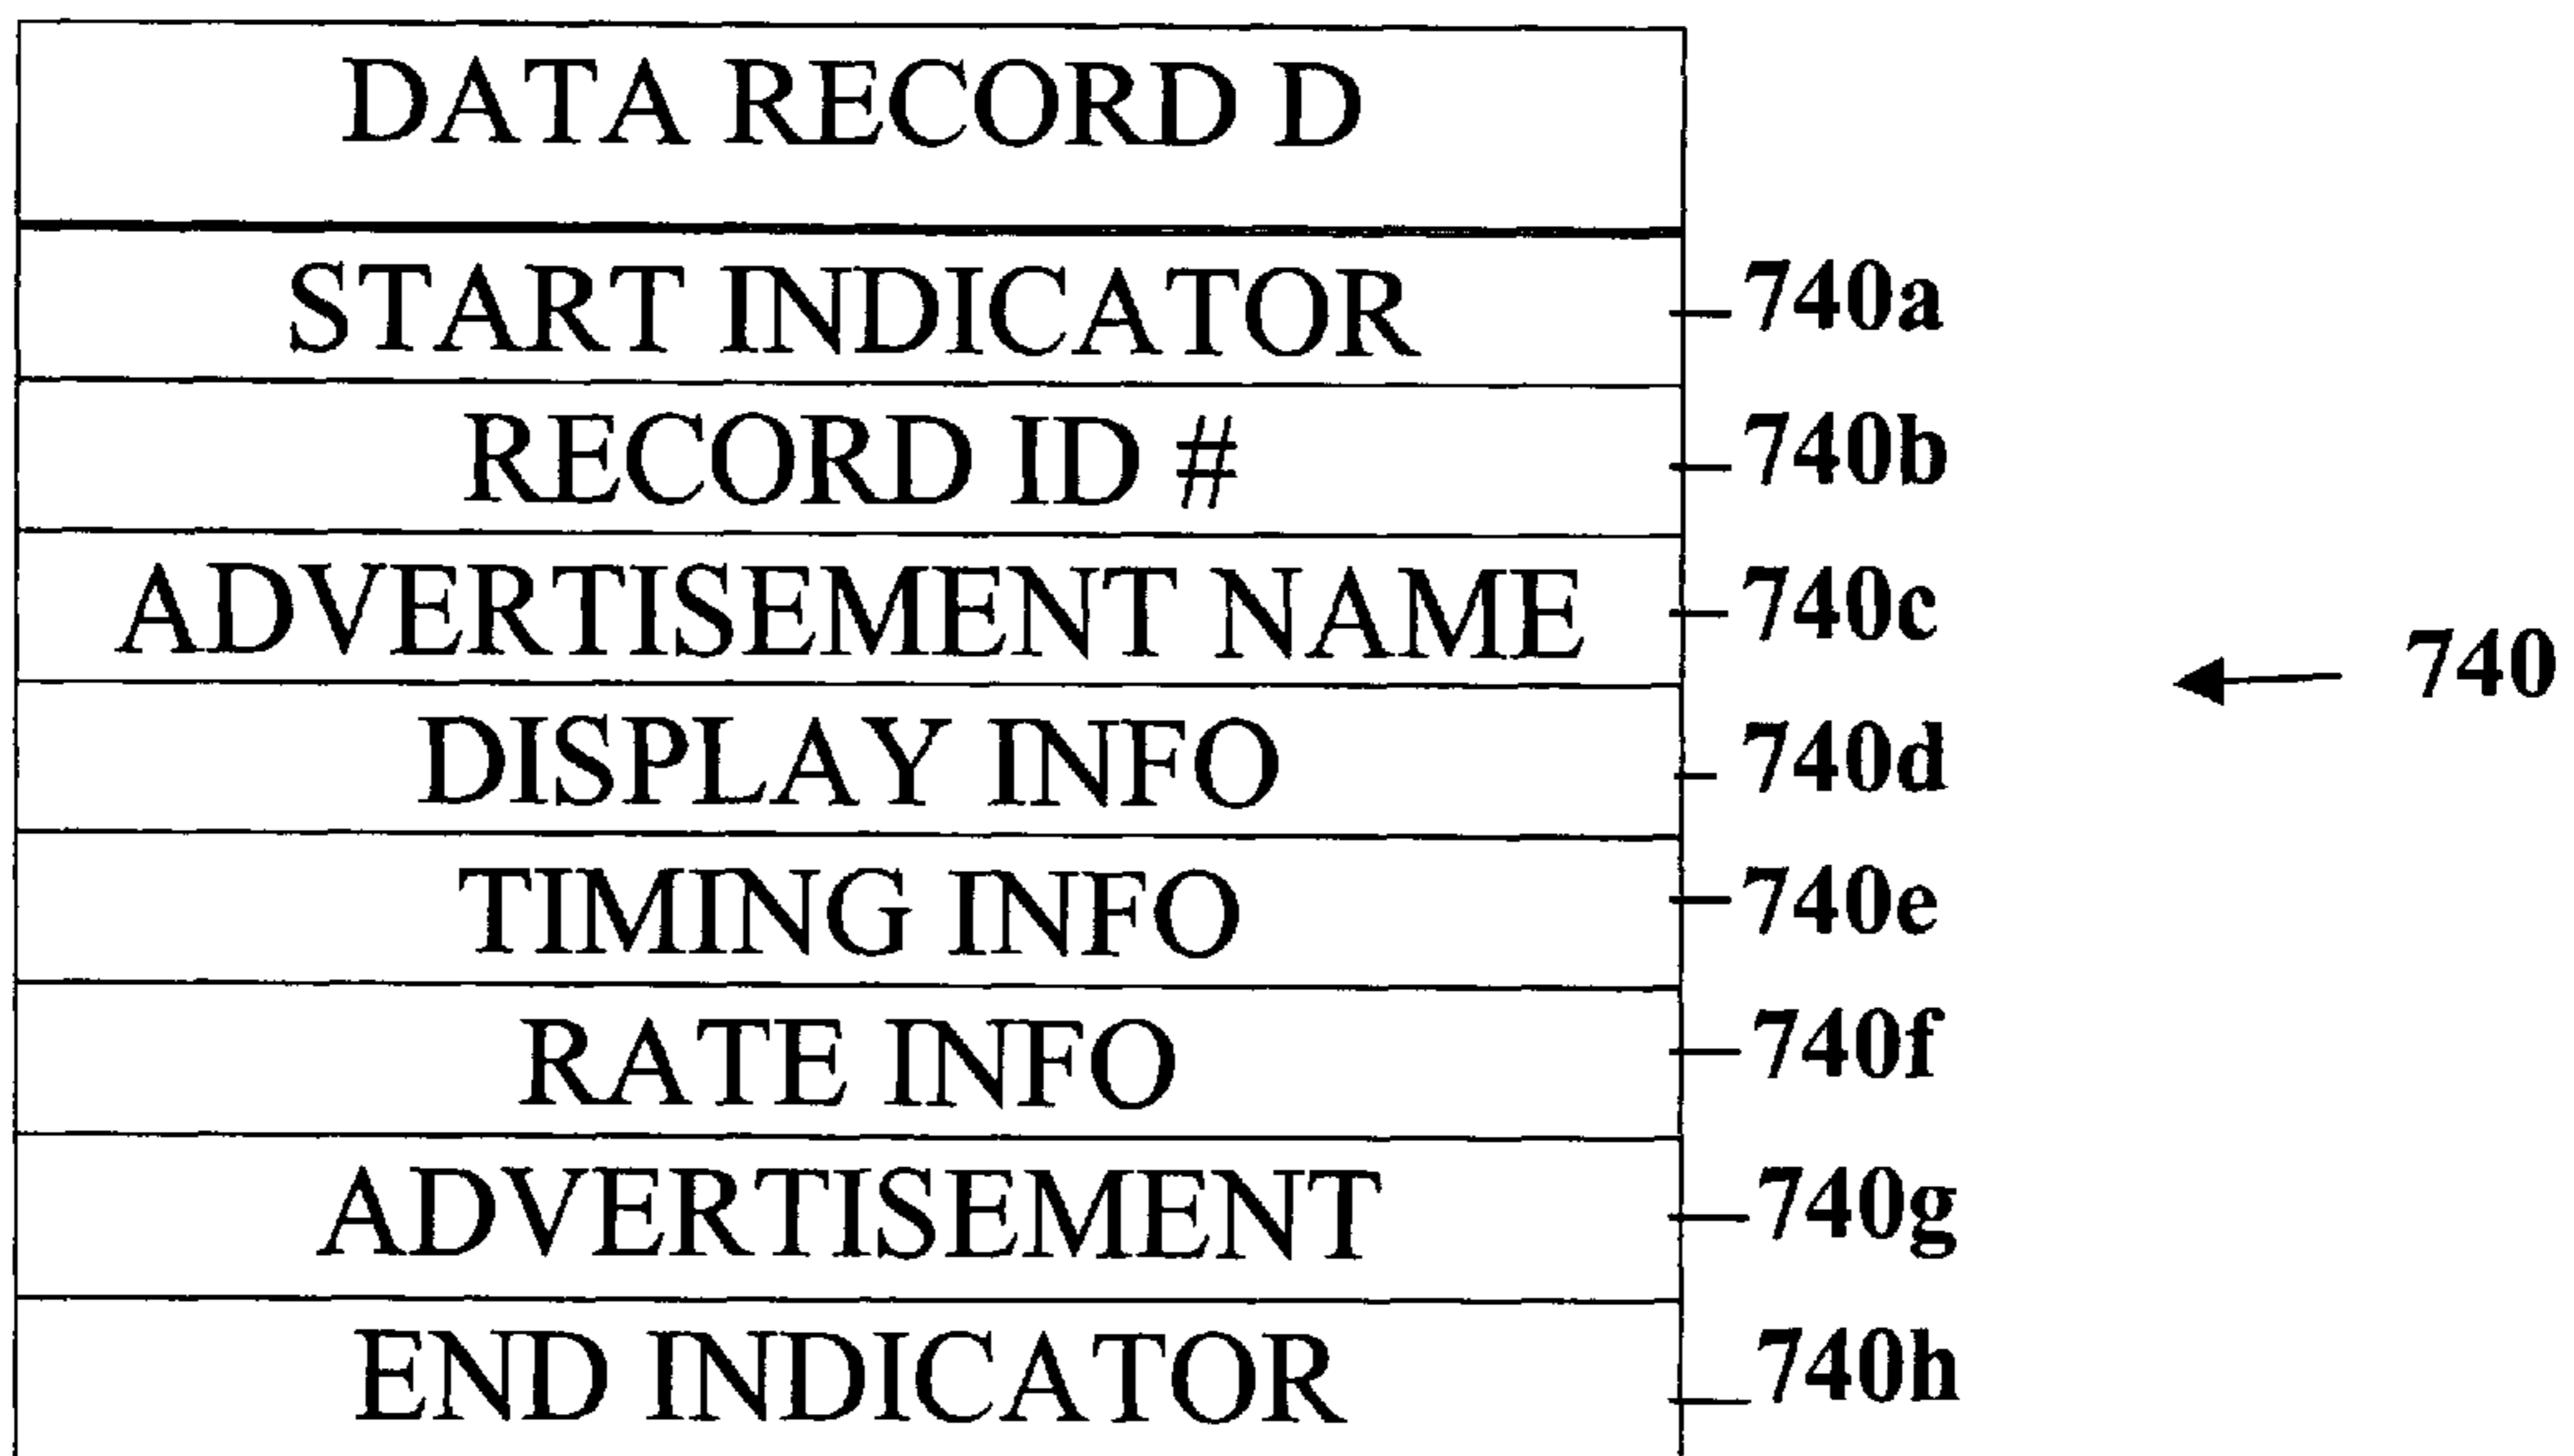 DATA RECORD D
START INDICATOR 740a
RECORD ID # 740b
ADVERTISEMENT NAME 740c
740
DISPLAY INFO 740d
TIMING INFO 740e
RATE INFO 740f
ADVERTISEMENT 740g
END INDICATOR 740h